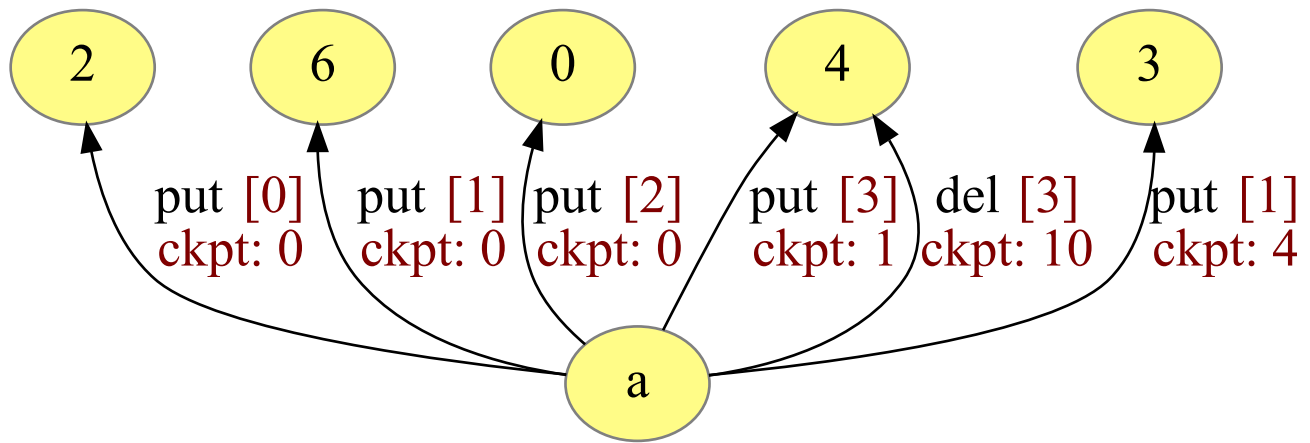 2 6 0 4 3
put [0] put [1] put [2] put [3] del [3] put [1]
ckpt: 0 ckpt: 0 ckpt: 0 ckpt: 1 ckpt: 10 ckpt: 4
a